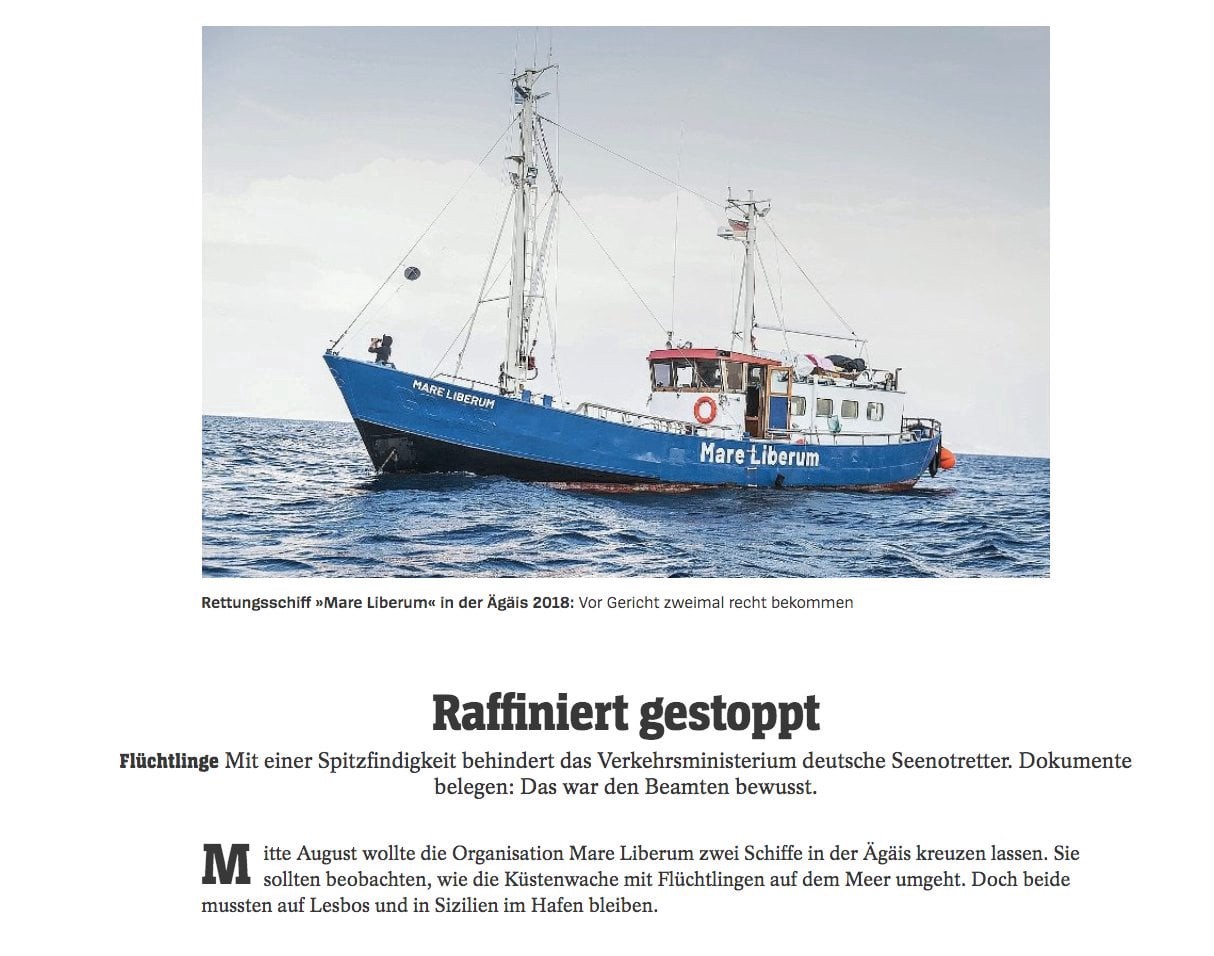 MARE LIBERUM
Mare Liberum
Rettungsschiff »Mare Liberum« in der Ägäis 2018: Vor Gericht zweimal recht bekommen
Raffiniert gestoppt
Flüchtlinge Mit einer Spitzfindigkeit behindert das Verkehrsministerium deutsche Seenotretter. Dokumente
belegen: Das war den Beamten bewusst.
Mitte August wollte die Organisation Mare Liberum zwei Schiffe in der Ägäis kreuzen lassen. Sie
sollten beobachten, wie die Küstenwache mit Flüchtlingen auf dem Meer umgeht. Doch beide
mussten auf Lesbos und in Sizilien im Hafen bleiben.